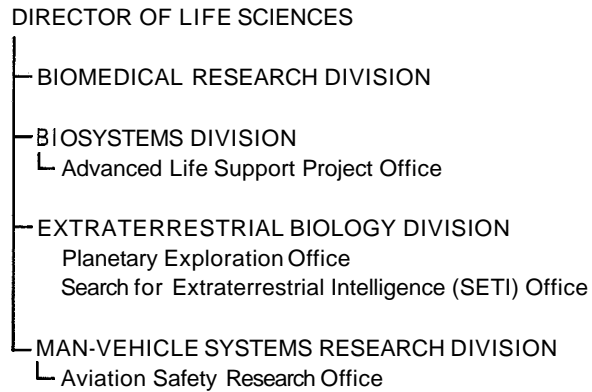 DIRECTOR OF LIFE SCIENCES
BIOMEDICAL RESEARCH DIVISION
BIOSYSTEMS DIVISION
Advanced Life Support Project Office
EXTRATERRESTRIAL BIOLOGY DIVISION
Planetary Exploration Office
Search for Extraterrestrial Intelligence (SETI) Office
MAN-VEHICLE SYSTEMS RESEARCH DIVISION
Aviation Safety Research Office